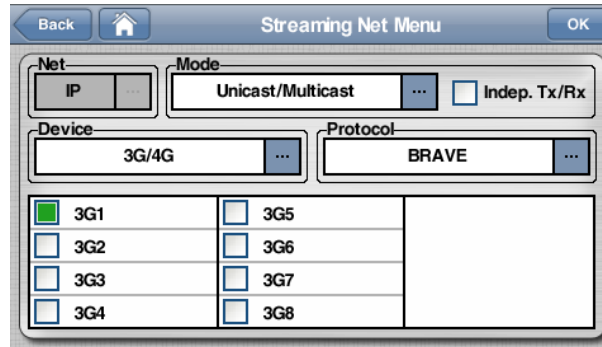 Back Streaming Net Menu OK
Net Mode
IP ... Unicast/Multicast ... Indep. Tx/Rx
Device Protocol
3G/4G ... BRAVE ...
3G1 3G5
3G2 3G6
3G3 3G7
3G4 3G8